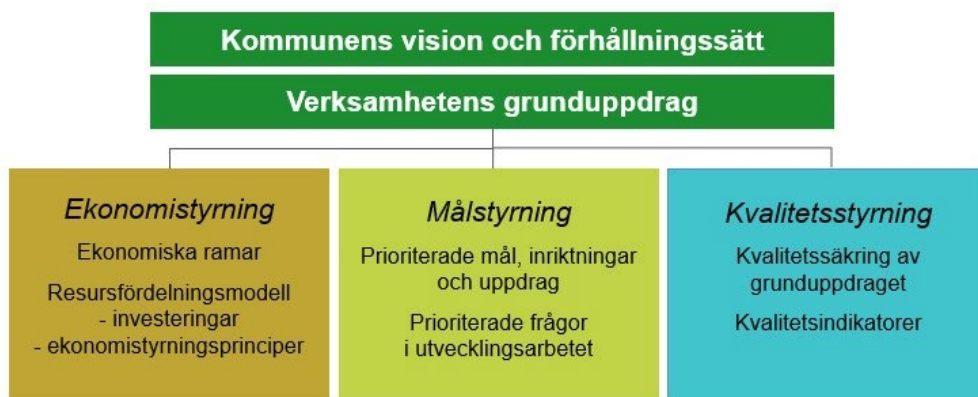 Kommunens vision och förhållningssätt
Verksamhetens grunduppdrag
Ekonomistyrning
Ekonomiska ramar
Resursfördelningsmodell
- investeringar
- ekonomistyrningsprinciper
Målstyrning
Prioriterade mål, inriktningar
och uppdrag
Prioriterade frågor
i utvecklingsarbetet
Kvalitetsstyrning
Kvalitetssäkring av
grunduppdraget
Kvalitetsindikatorer